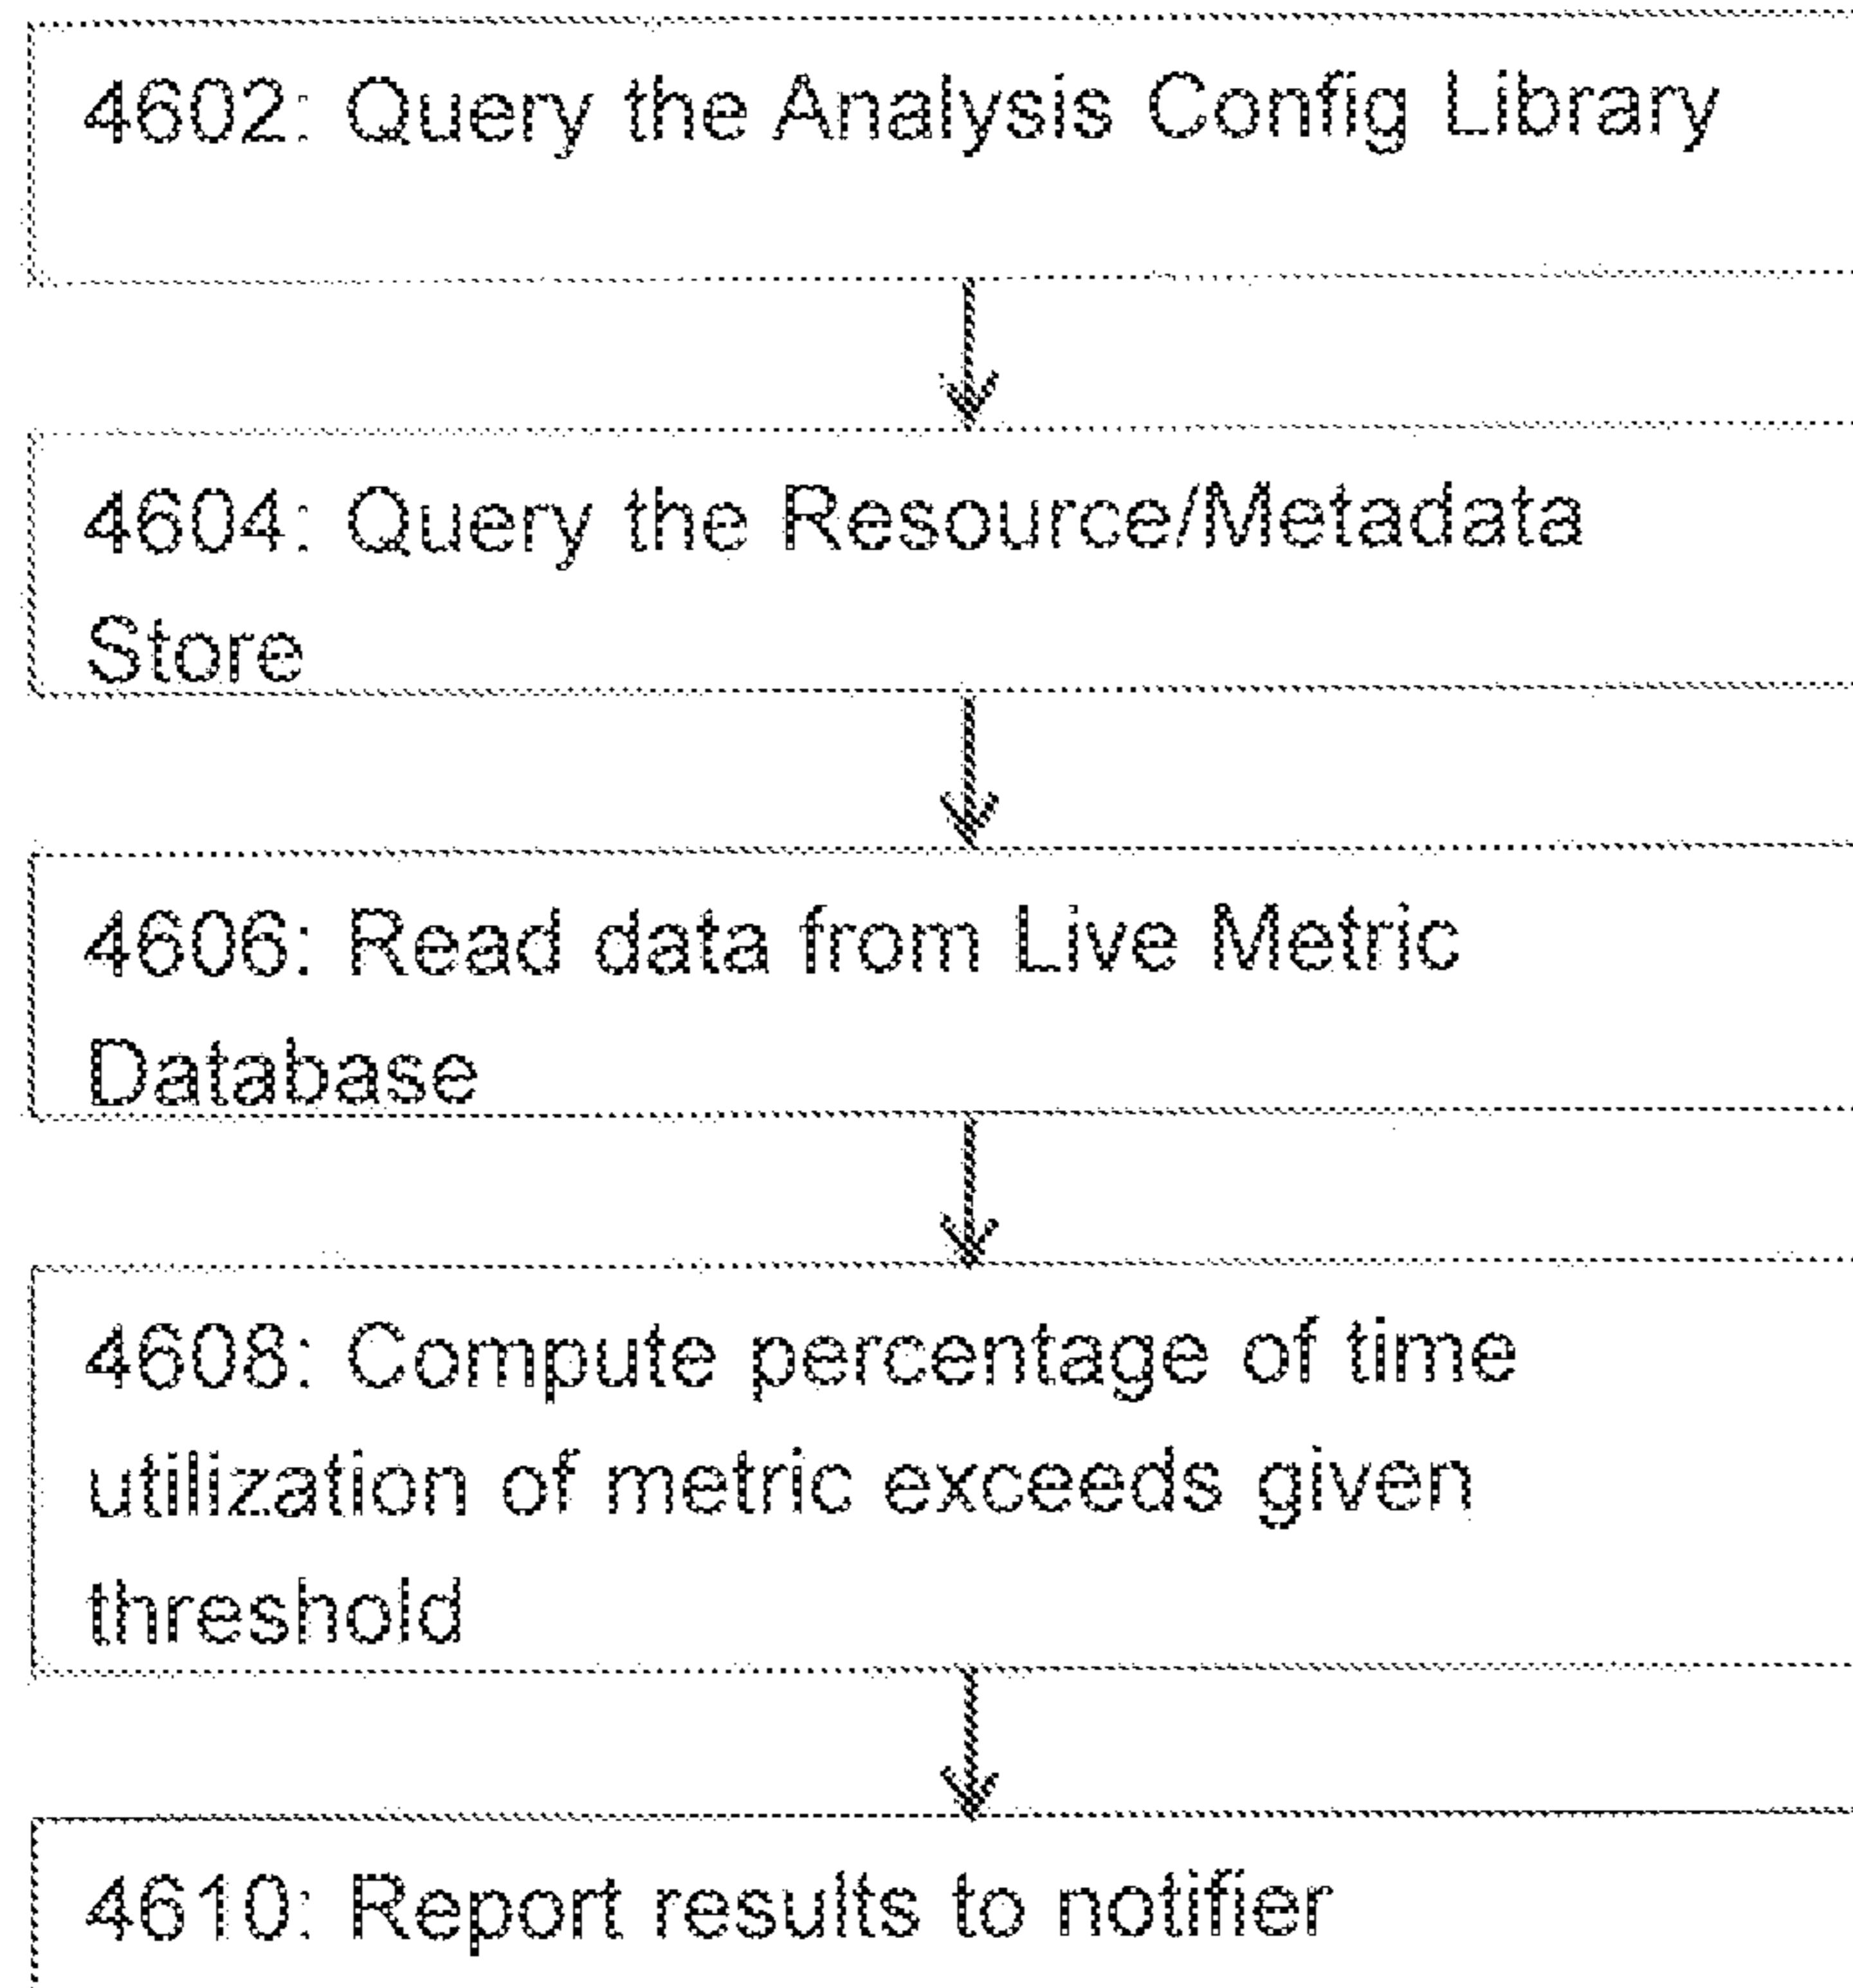 4602: Query the Analysis Config Library
4604: Query the Resource/Metadata
Store
4606: Read data from Live Metric
Database
4608: Compute percentage of time
utilization of metric exceeds given
threshold
4610: Report results to notifier